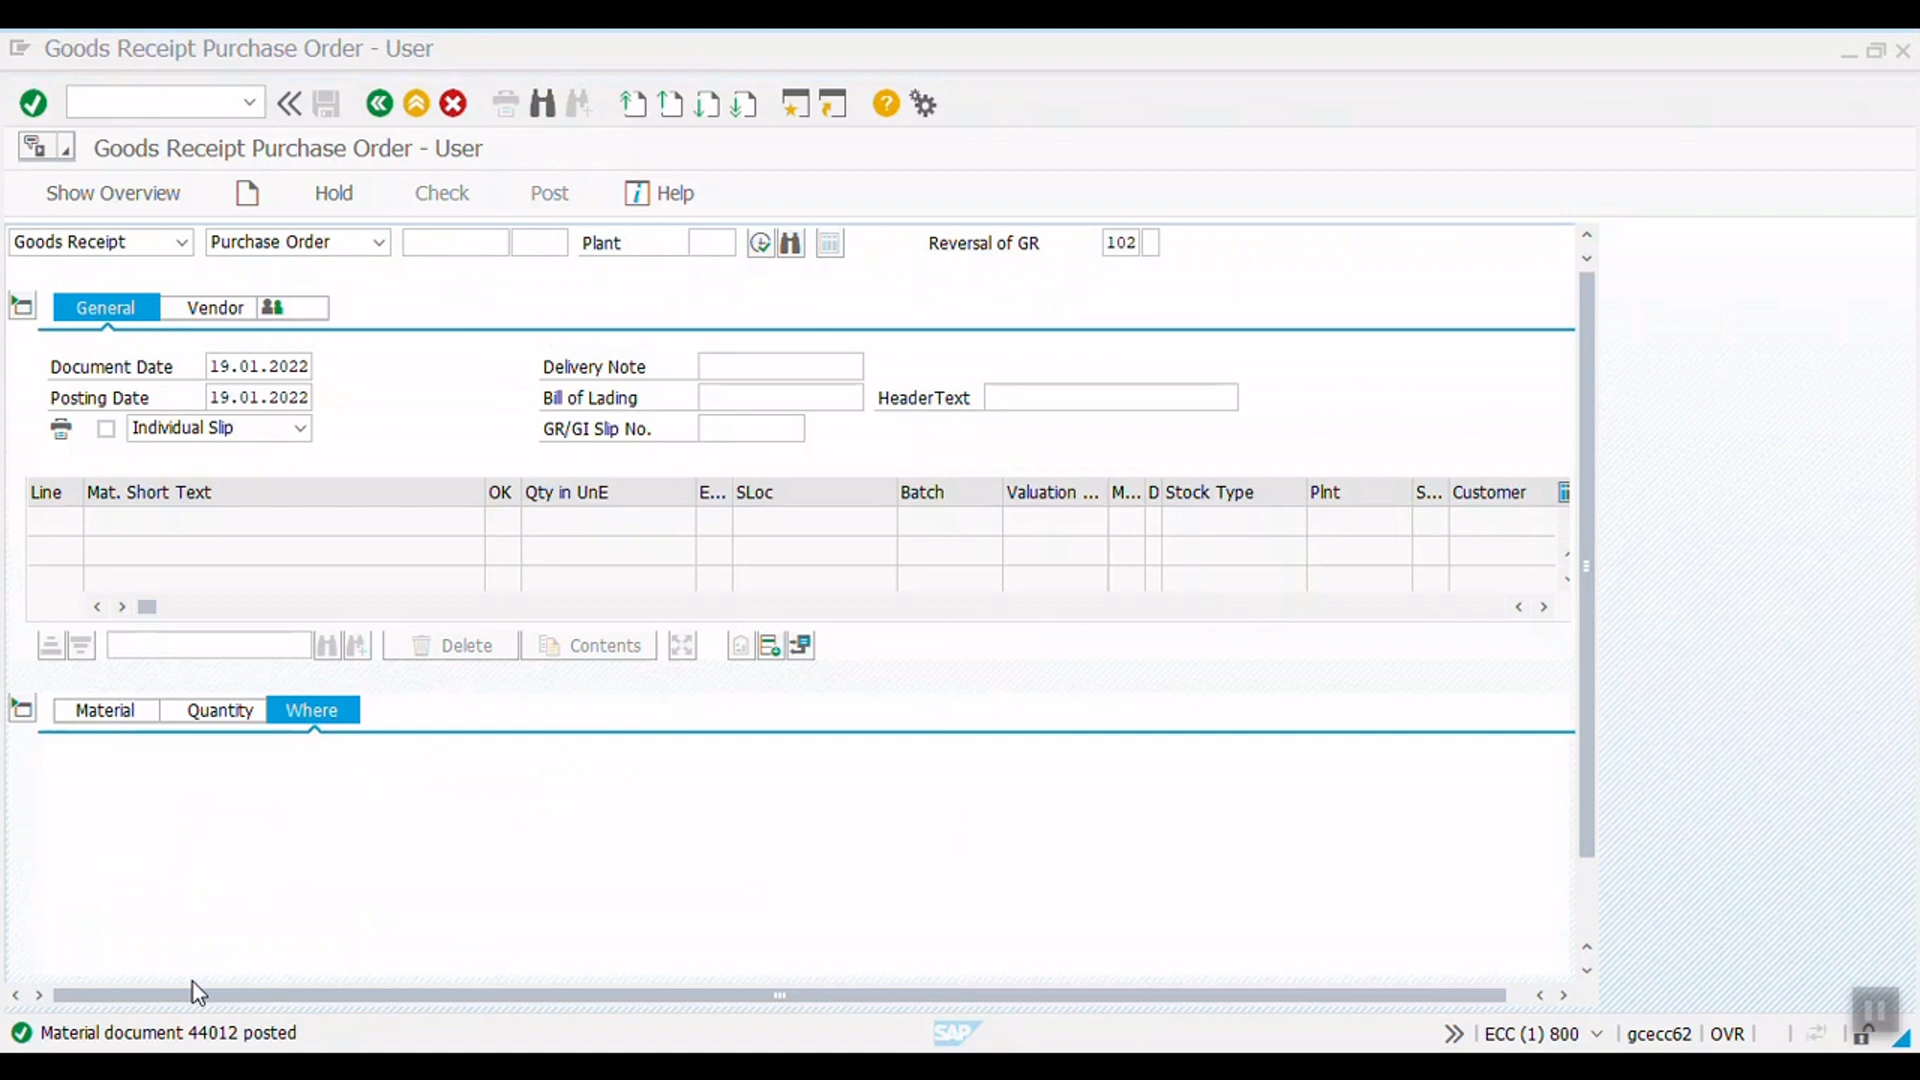 Goods Receipt Purchase Order - User
Goods Receipt Purchase Order - User
Show Overview Hold Check Post Help
Goods Receipt Purchase Order Plant Reversal of GR 102
General Vendor
Document Date 19.01.2022 Delivery Note
Posting Date 19.01.2022 Bill of Lading HeaderText
Individual Slip GR/GI Slip No.
Line Mat. Short Text OK Qty in UnE E... SLoc Batch Valuation ... M... D Stock Type Plnt S... Customer
Delete Contents
Material Quantity Where
Material document 44012 posted SAP ECC (1) 800 gcecc62 OVR